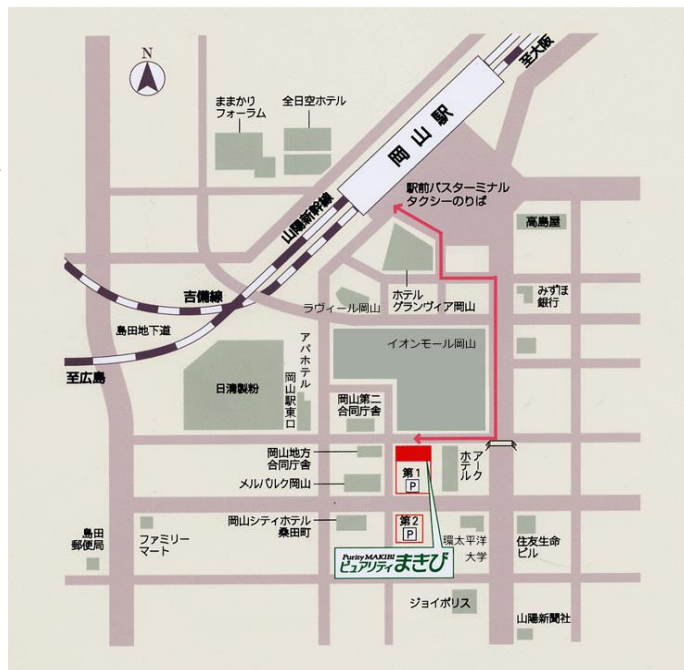 N
至大阪
ままかり
フォーラム
全日空ホテル
岡山駅
駅前バスターミナル
タクシーのりば
山陽新幹線
高島屋
吉備線
ラヴィール岡山
ホテル
グランヴィア岡山
みずほ
銀行
島田地下道
アパホテル
岡山駅東口
イオンモール岡山
至広島
日清製粉
岡山第二
合同庁舎
岡山地方
合同庁舎
アーク
ホテル
第1
P
メルパルク岡山
岡山シティホテル
桑田町
第2
P
島田
郵便局
ファミリー
マート
環太平洋
大学
住友生命
ビル
Purity MAKIBI
ピュアリティまきび
ジョイポリス
山陽新聞社